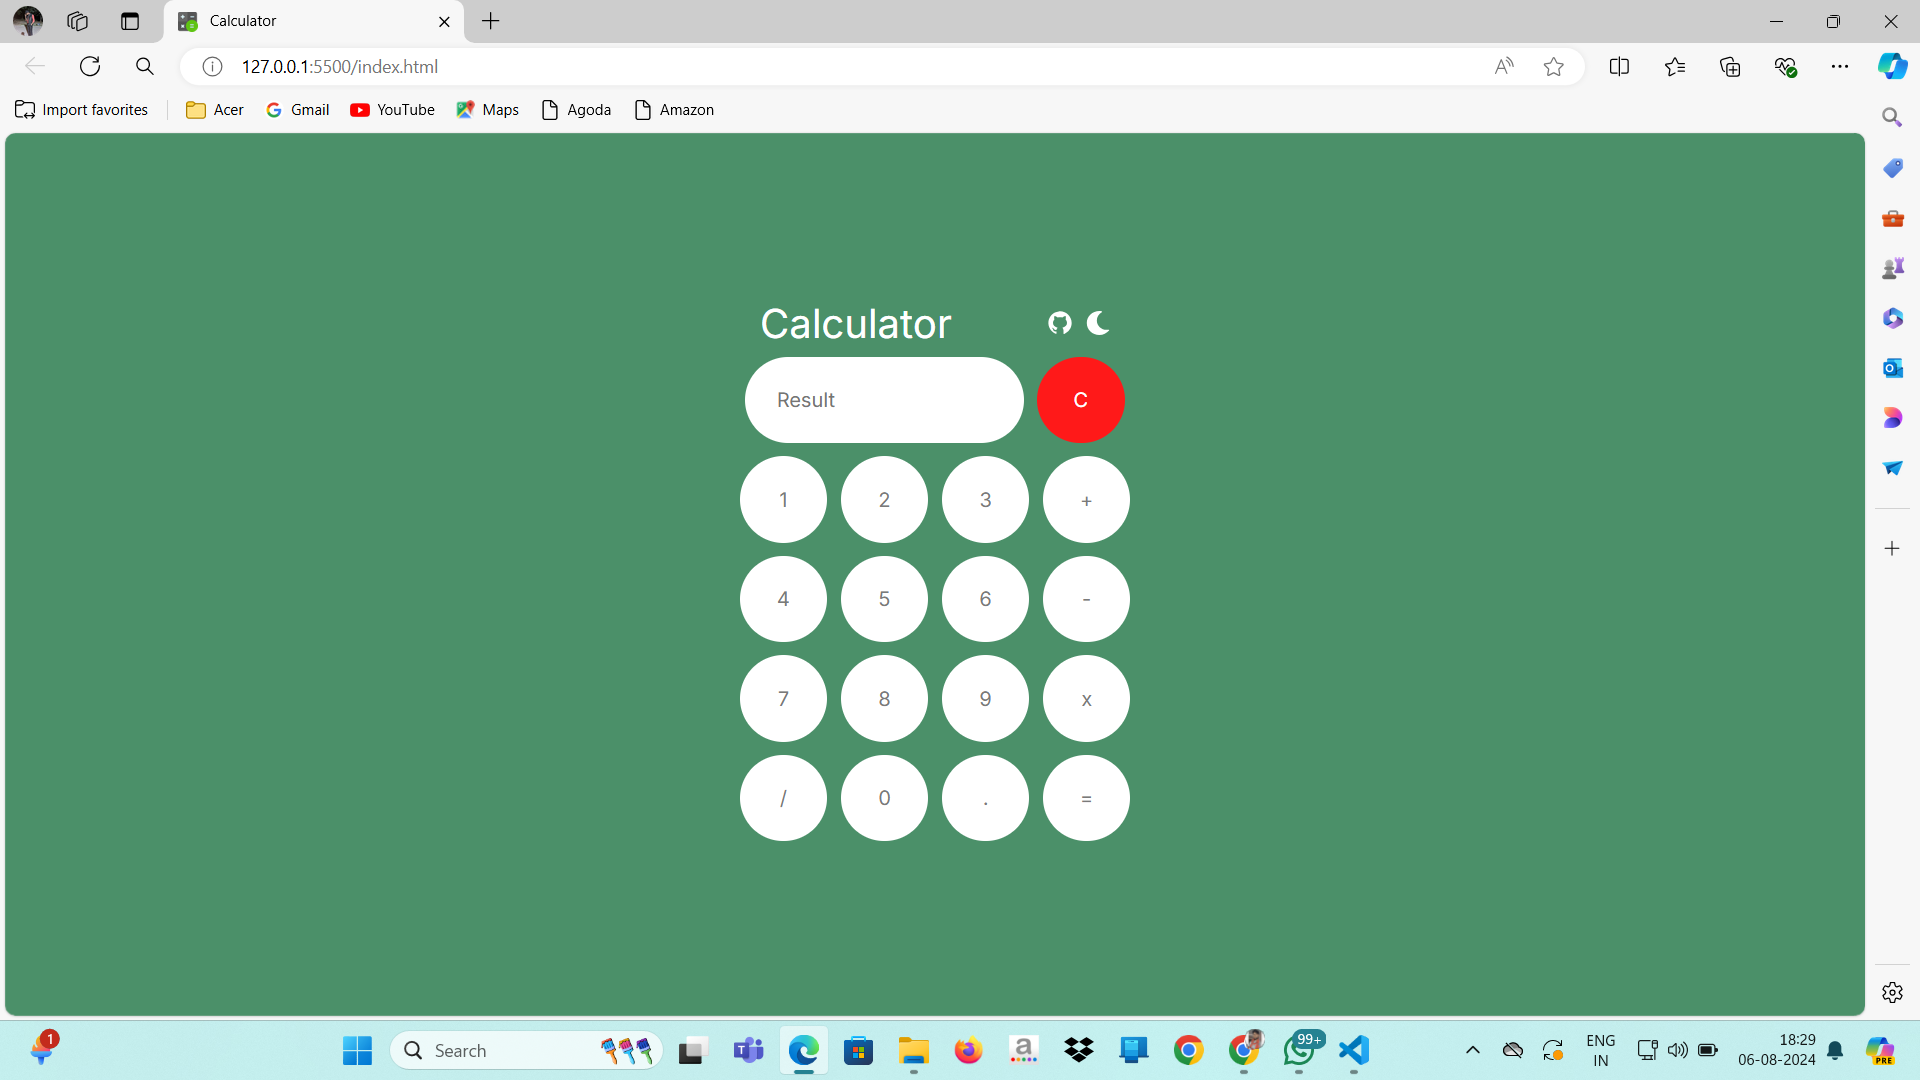 Calculator
127.0.0.1:5500/index.html
Import favorites Acer Gmail YouTube Maps Agoda Amazon
Calculator
Result C
1 2 3 +
4 5 6 -
7 8 9 x
/ 0 . =
1 Search 99+ ENG IN 18:29 06-08-2024 PRE